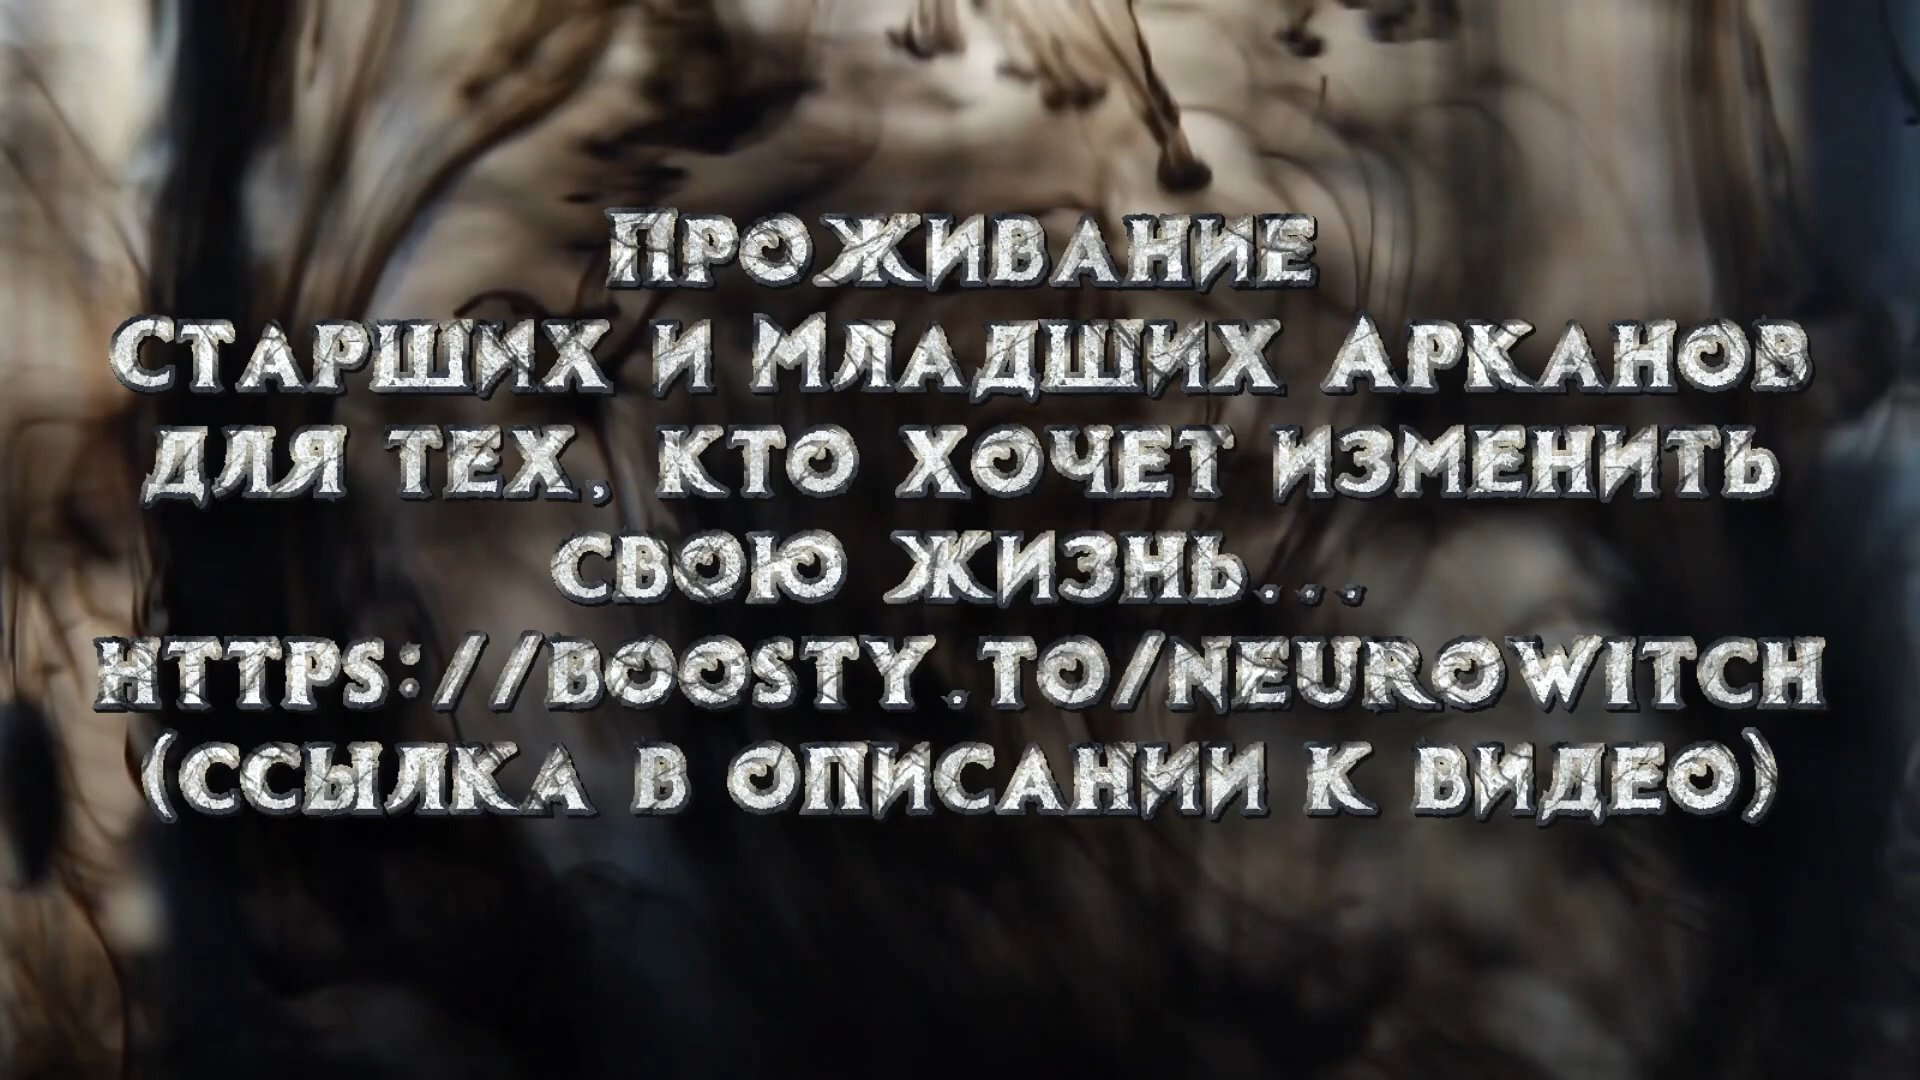 Проживание
Старших и Младших Арканов
для тех, кто хочет изменить
свою жизнь...
https://boosty.to/neurowitch
(ссылка в описании к видео)